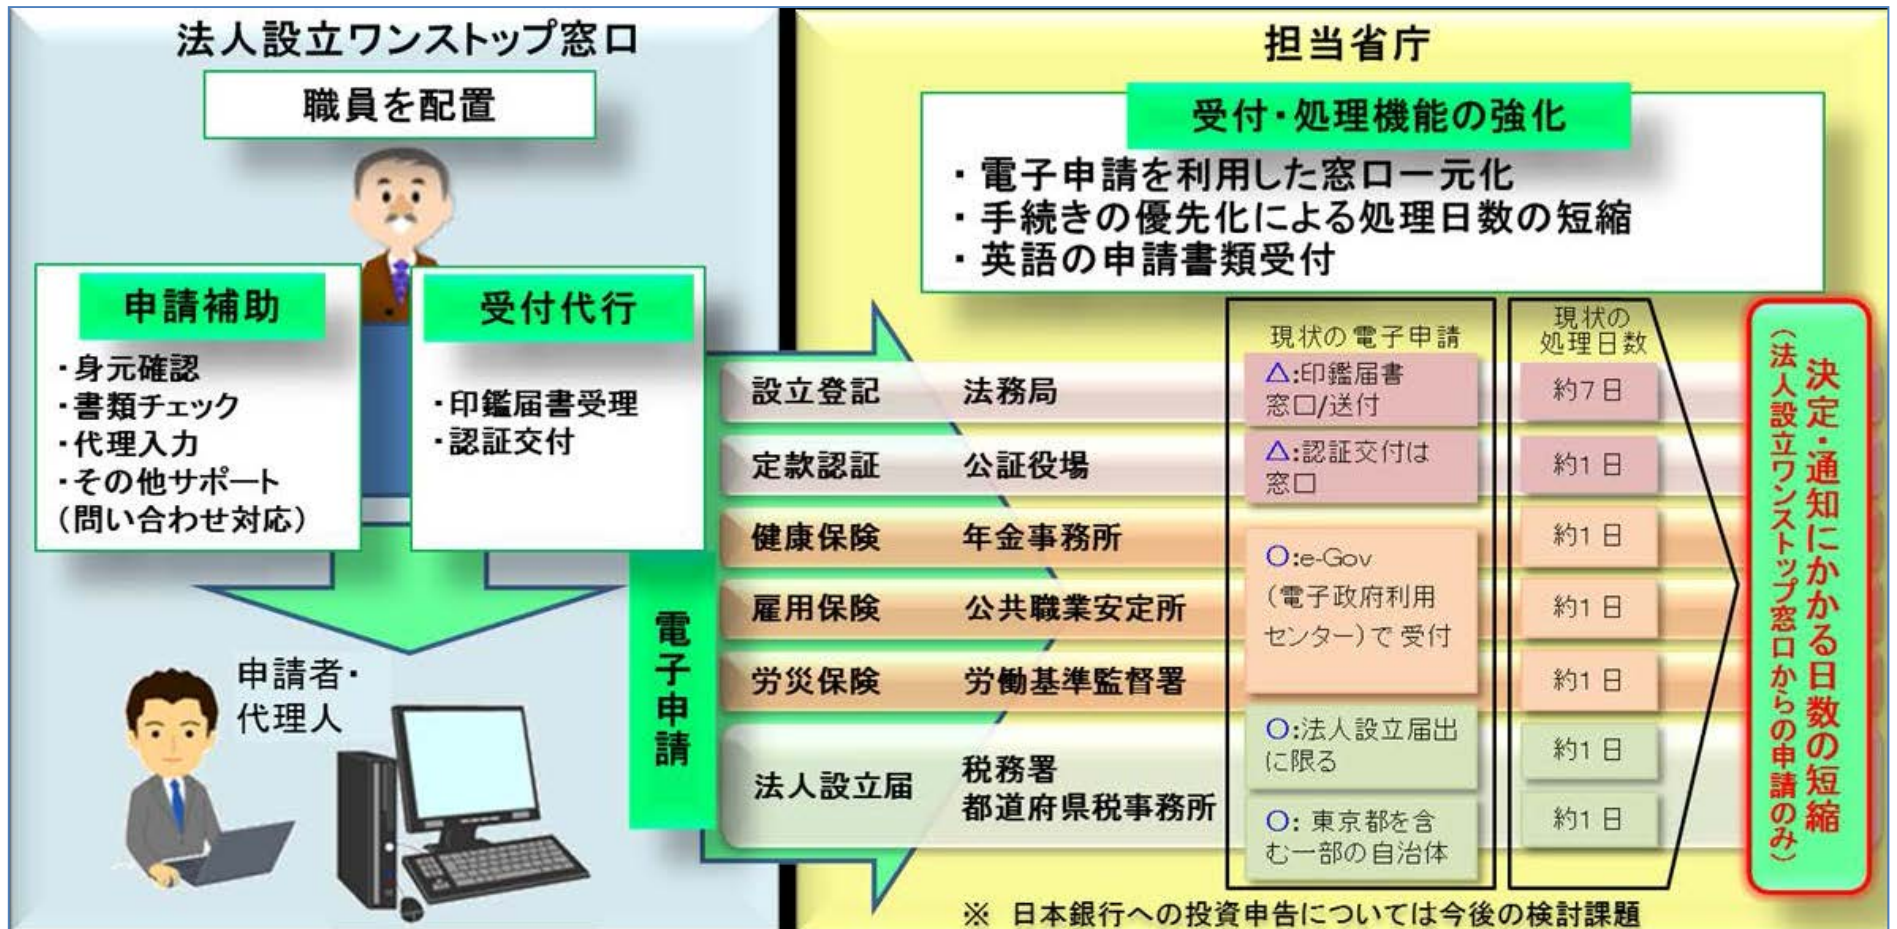 法人設立ワンストップ窓口
職員を配置
申請補助
・身元確認
・書類チェック
・代理入力
・その他サポート
(問い合わせ対応)
受付代行
・印鑑届書受理
・認証交付
申請者・
代理人
電子申請
担当省庁
受付・処理機能の強化
・電子申請を利用した窓口一元化
・手続きの優先化による処理日数の短縮
・英語の申請書類受付
現状の電子申請
現状の
処理日数
設立登記 法務局
△:印鑑届書
窓口/送付
約7日
定款認証 公証役場
△:認証交付は
窓口
約1日
健康保険 年金事務所
約1日
雇用保険 公共職業安定所
約1日
労災保険 労働基準監督署
約1日
○:e-Gov
(電子政府利用
センター)で受付
法人設立届
税務署
都道府県税事務所
○:法人設立届出
に限る
約1日
○:東京都を含
む一部の自治体
約1日
決定・通知にかかる日数の短縮
(法人設立ワンストップ窓口からの申請のみ)
※ 日本銀行への投資申告については今後の検討課題